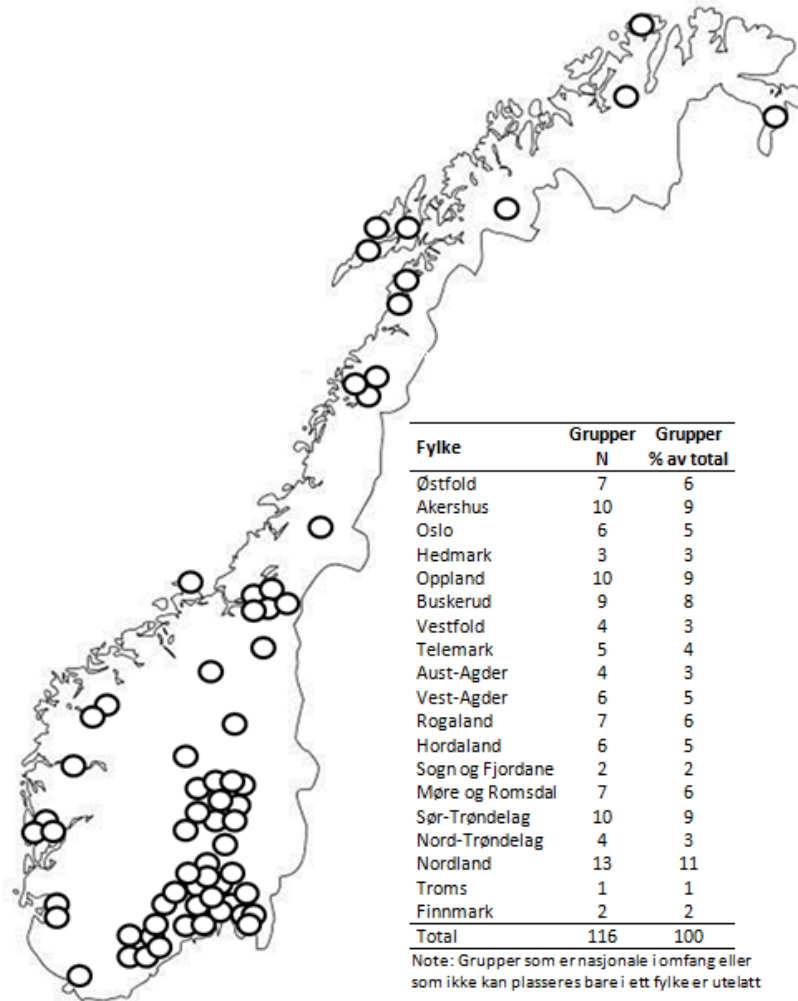 Fylke Grupper N Grupper % av total
Østfold 7 6
Akershus 10 9
Oslo 6 5
Hedmark 3 3
Oppland 10 9
Buskerud 9 8
Vestfold 4 3
Telemark 5 4
Aust-Agder 4 3
Vest-Agder 6 5
Rogaland 7 6
Hordaland 6 5
Sogn og Fjordane 2 2
Møre og Romsdal 7 6
Sør-Trøndelag 10 9
Nord-Trøndelag 4 3
Nordland 13 11
Troms 1 1
Finnmark 2 2
Total 116 100
Note: Grupper som er nasjonale i omfang eller
som ikke kan plasseres bare i ett fylke er utelatt